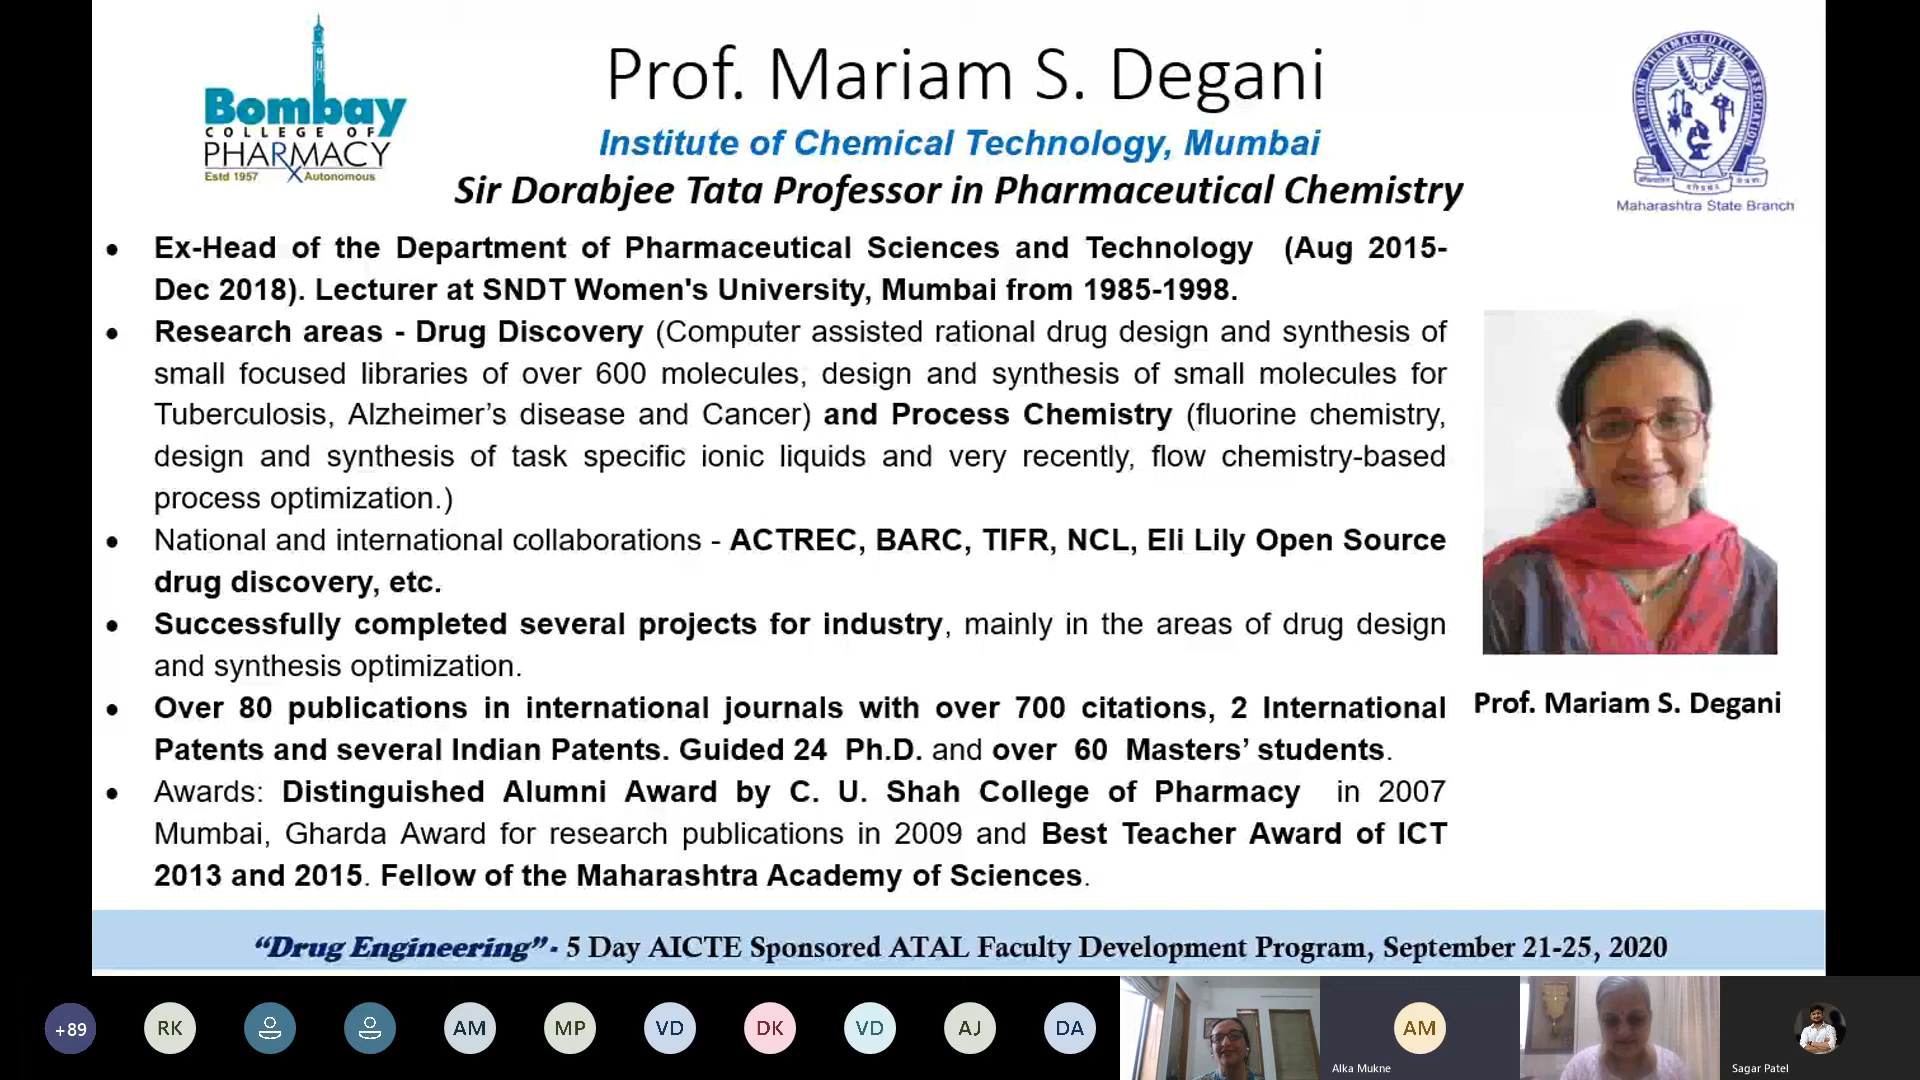 Bombay
COLLEGE OF
PHARMACY
Estd 1957 Autonomous
Prof. Mariam S. Degani
Institute of Chemical Technology, Mumbai
Sir Dorabjee Tata Professor in Pharmaceutical Chemistry
THE INDIAN PHARMACEUTICAL ASSOCIATION
Maharashtra State Branch
• Ex-Head of the Department of Pharmaceutical Sciences and Technology (Aug 2015-
Dec 2018). Lecturer at SNDT Women's University, Mumbai from 1985-1998.
• Research areas - Drug Discovery (Computer assisted rational drug design and synthesis of
small focused libraries of over 600 molecules, design and synthesis of small molecules for
Tuberculosis, Alzheimer’s disease and Cancer) and Process Chemistry (fluorine chemistry,
design and synthesis of task specific ionic liquids and very recently, flow chemistry-based
process optimization.)
• National and international collaborations - ACTREC, BARC, TIFR, NCL, Eli Lily Open Source
drug discovery, etc.
• Successfully completed several projects for industry, mainly in the areas of drug design
and synthesis optimization.
• Over 80 publications in international journals with over 700 citations, 2 International
Patents and several Indian Patents. Guided 24 Ph.D. and over 60 Masters’ students.
• Awards: Distinguished Alumni Award by C. U. Shah College of Pharmacy in 2007
Mumbai, Gharda Award for research publications in 2009 and Best Teacher Award of ICT
2013 and 2015. Fellow of the Maharashtra Academy of Sciences.
Prof. Mariam S. Degani
“Drug Engineering”- 5 Day AICTE Sponsored ATAL Faculty Development Program, September 21-25, 2020
+89 RK AM MP VD DK VD AJ DA AM
Alka Mukne
Sagar Patel